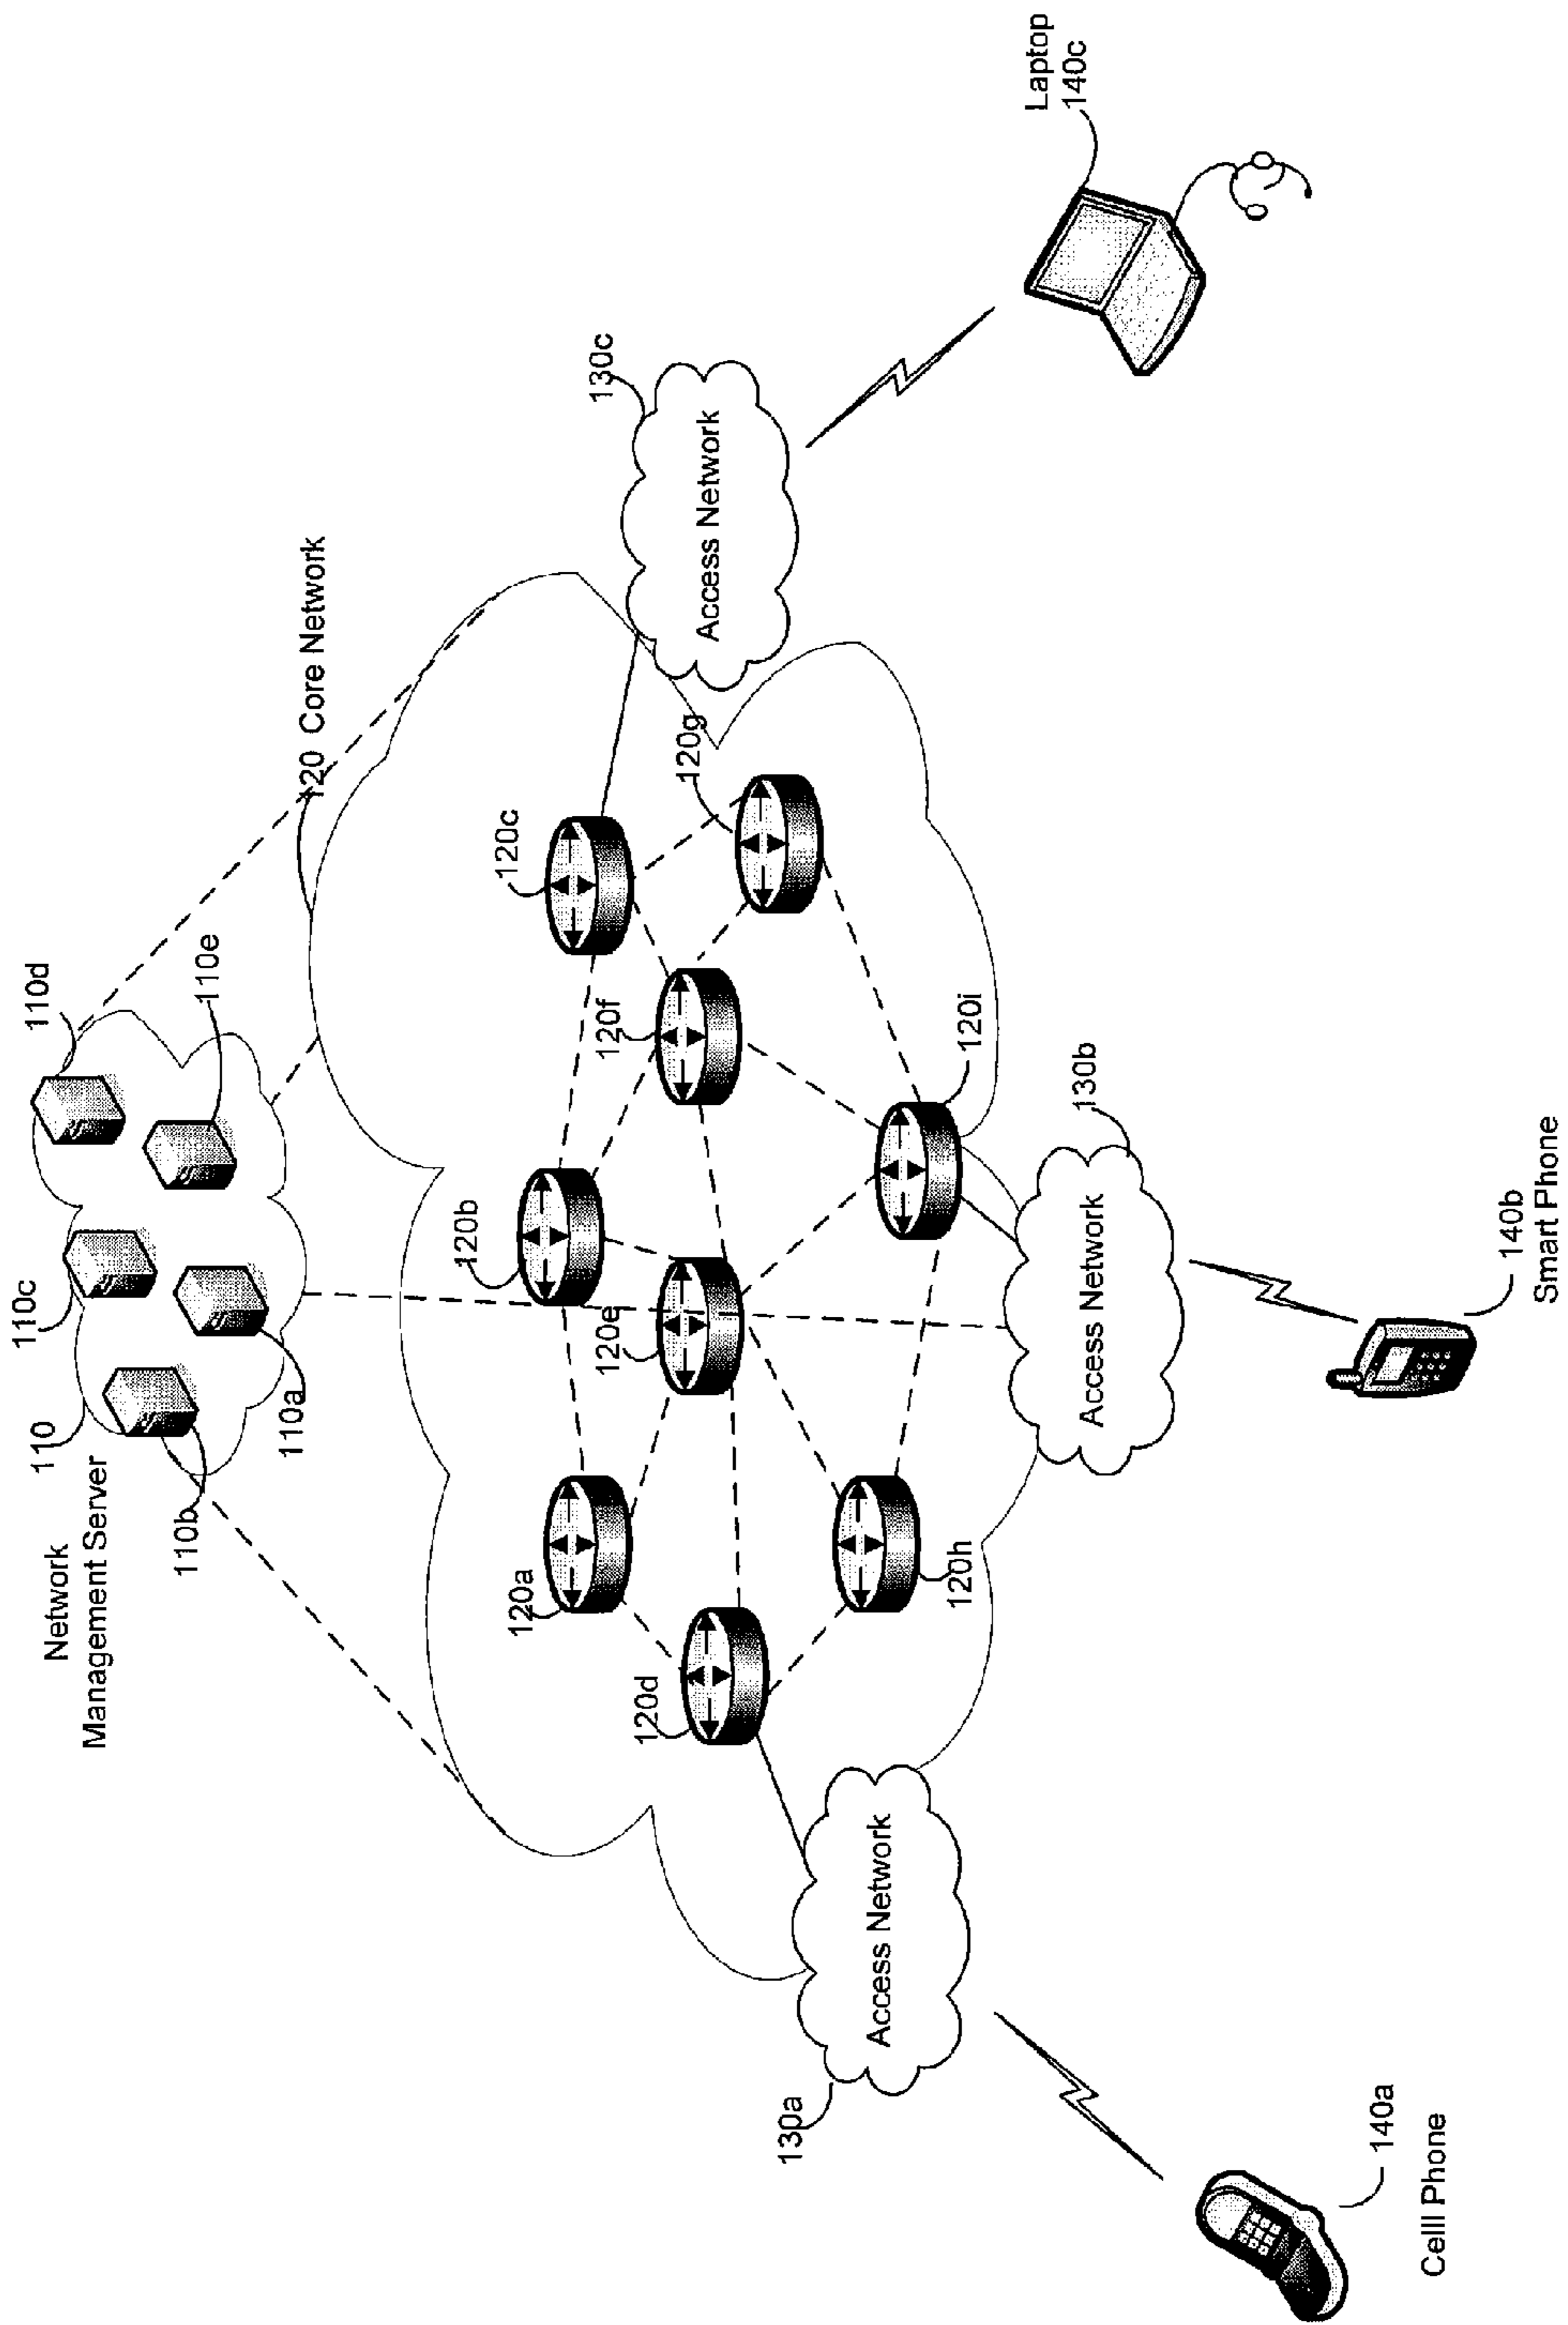 Network
Management Server
110
110c
110d
110b
110a
110e
120 Core Network
120a
120b
120c
120d
120e
120f
120g
120h
120i
130c
Access Network
130a
Access Network
Access Network
130b
Laptop
140c
140a
Celll Phone
140b
Smart Phone